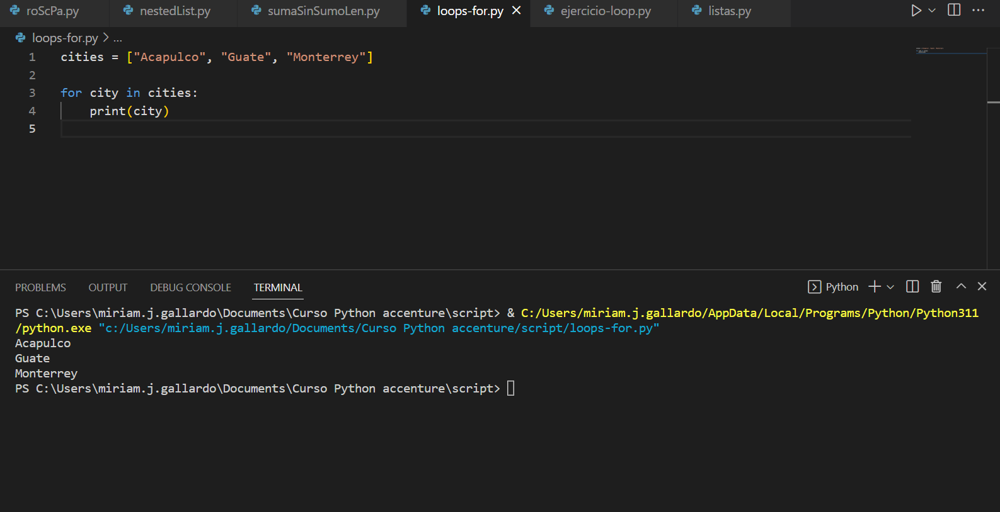 roScPa.py nestedList.py sumaSinSumoLen.py loops-for.py ejercicio-loop.py listas.py
loops-for.py > ...
1 cities = ["Acapulco", "Guate", "Monterrey"]
2
3 for city in cities:
4     print(city)
5
PROBLEMS OUTPUT DEBUG CONSOLE TERMINAL Python
PS C:\Users\miriam.j.gallardo\Documents\Curso Python accenture\script> & C:/Users/miriam.j.gallardo/AppData/Local/Programs/Python/Python311
/python.exe "c:/Users/miriam.j.gallardo/Documents/Curso Python accenture/script/loops-for.py"
Acapulco
Guate
Monterrey
PS C:\Users\miriam.j.gallardo\Documents\Curso Python accenture\script>